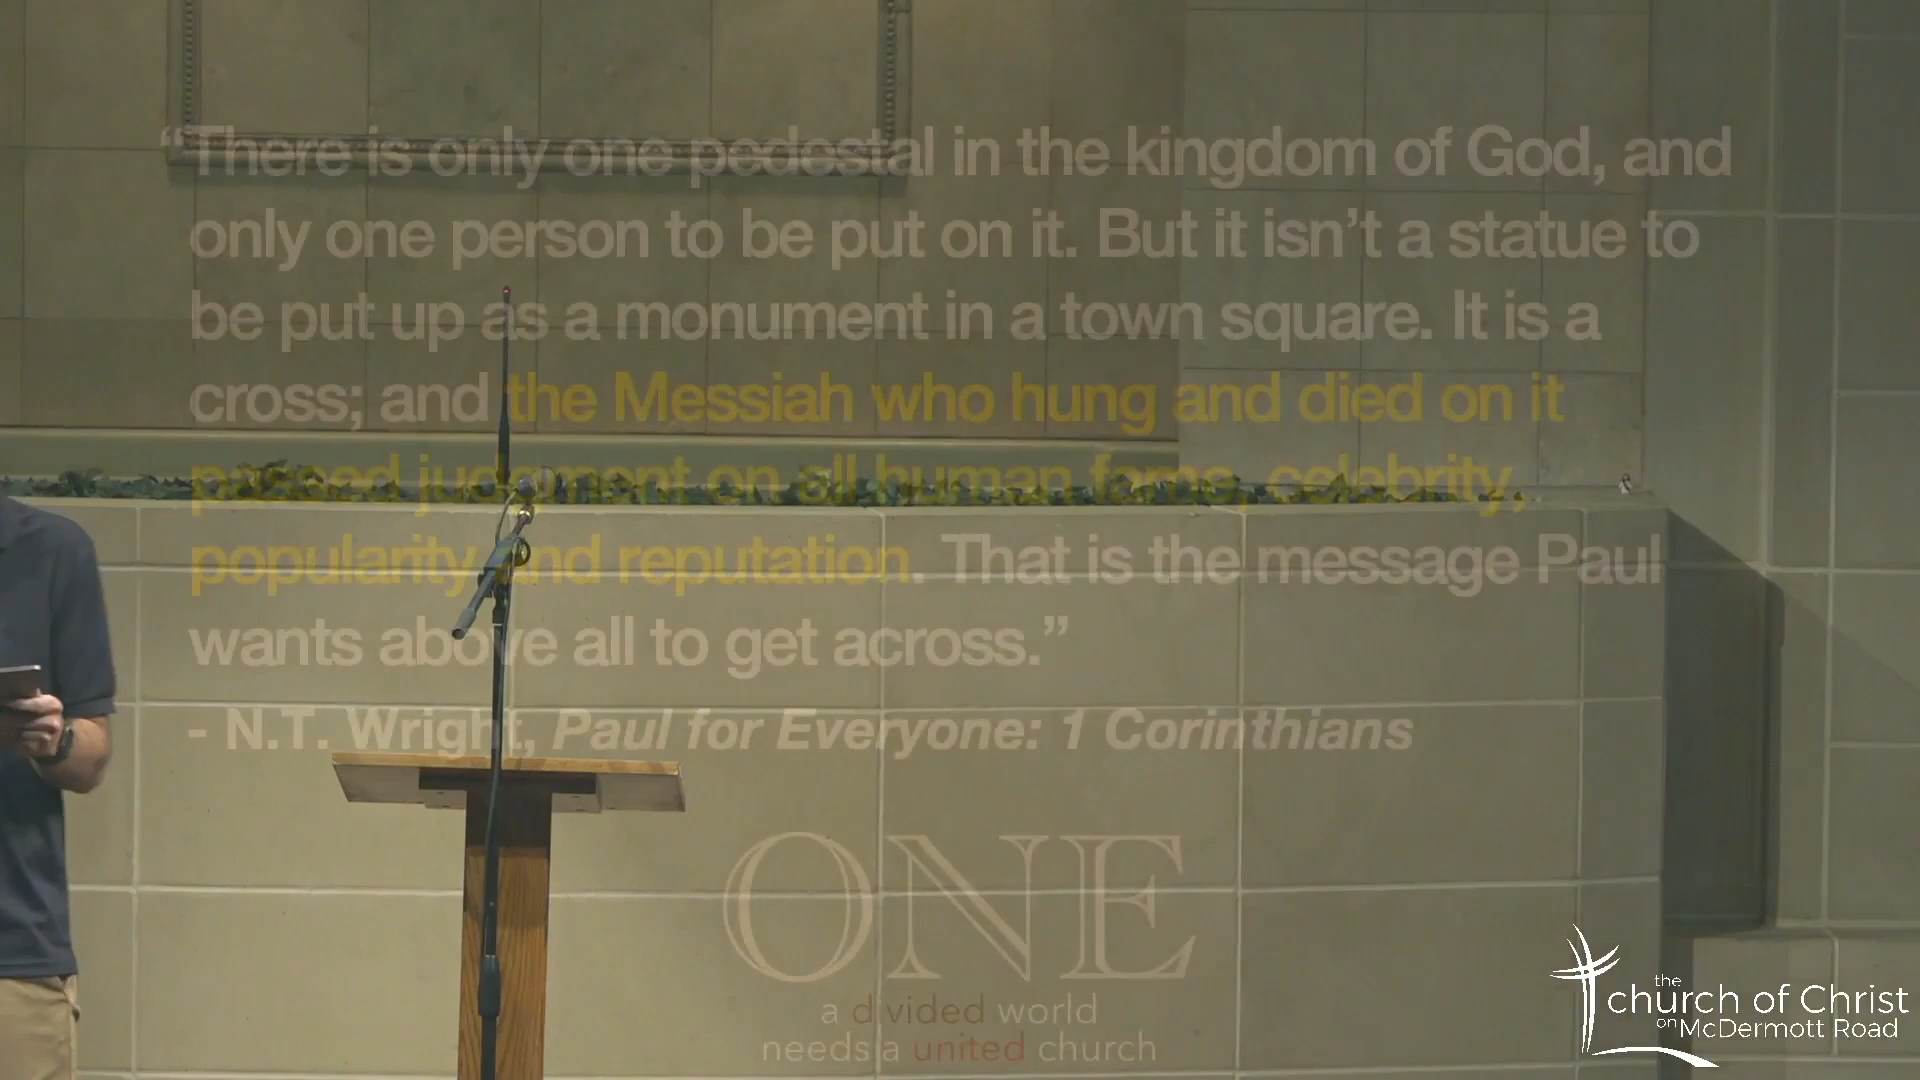 “There is only one pedestal in the kingdom of God, and
only one person to be put on it. But it isn’t a statue to
be put up as a monument in a town square. It is a
cross; and the Messiah who hung and died on it
passed judgment on all human fame, celebrity,
popularity and reputation. That is the message Paul
wants above all to get across.”
- N.T. Wright, Paul for Everyone: 1 Corinthians
ONE
a divided world
needs a united church
the
church of Christ
on McDermott Road